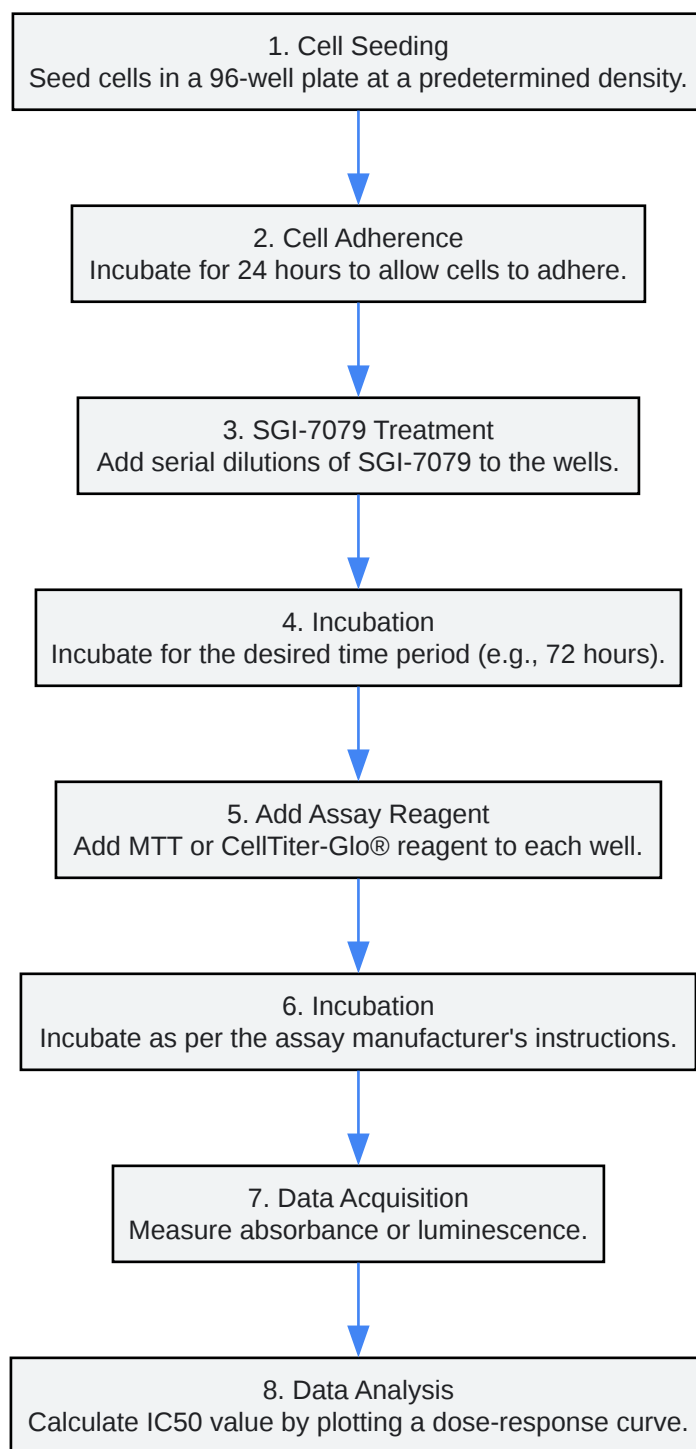 1. Cell Seeding
Seed cells in a 96-well plate at a predetermined density.
2. Cell Adherence
Incubate for 24 hours to allow cells to adhere.
3. SGI-7079 Treatment
Add serial dilutions of SGI-7079 to the wells.
4. Incubation
Incubate for the desired time period (e.g., 72 hours).
5. Add Assay Reagent
Add MTT or CellTiter-Glo® reagent to each well.
6. Incubation
Incubate as per the assay manufacturer's instructions.
7. Data Acquisition
Measure absorbance or luminescence.
8. Data Analysis
Calculate IC50 value by plotting a dose-response curve.